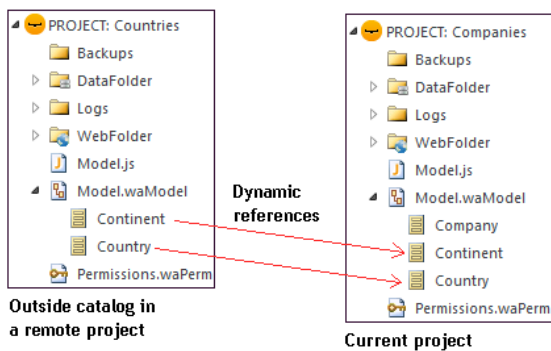 PROJECT: Countries
Backups
DataFolder
Logs
WebFolder
Model.js
Model.waModel
Continent
Country
Permissions.waPerm
Outside catalog in
a remote project
Dynamic
references
PROJECT: Companies
Backups
DataFolder
Logs
WebFolder
Model.js
Model.waModel
Company
Continent
Country
Permissions.waPerm
Current project